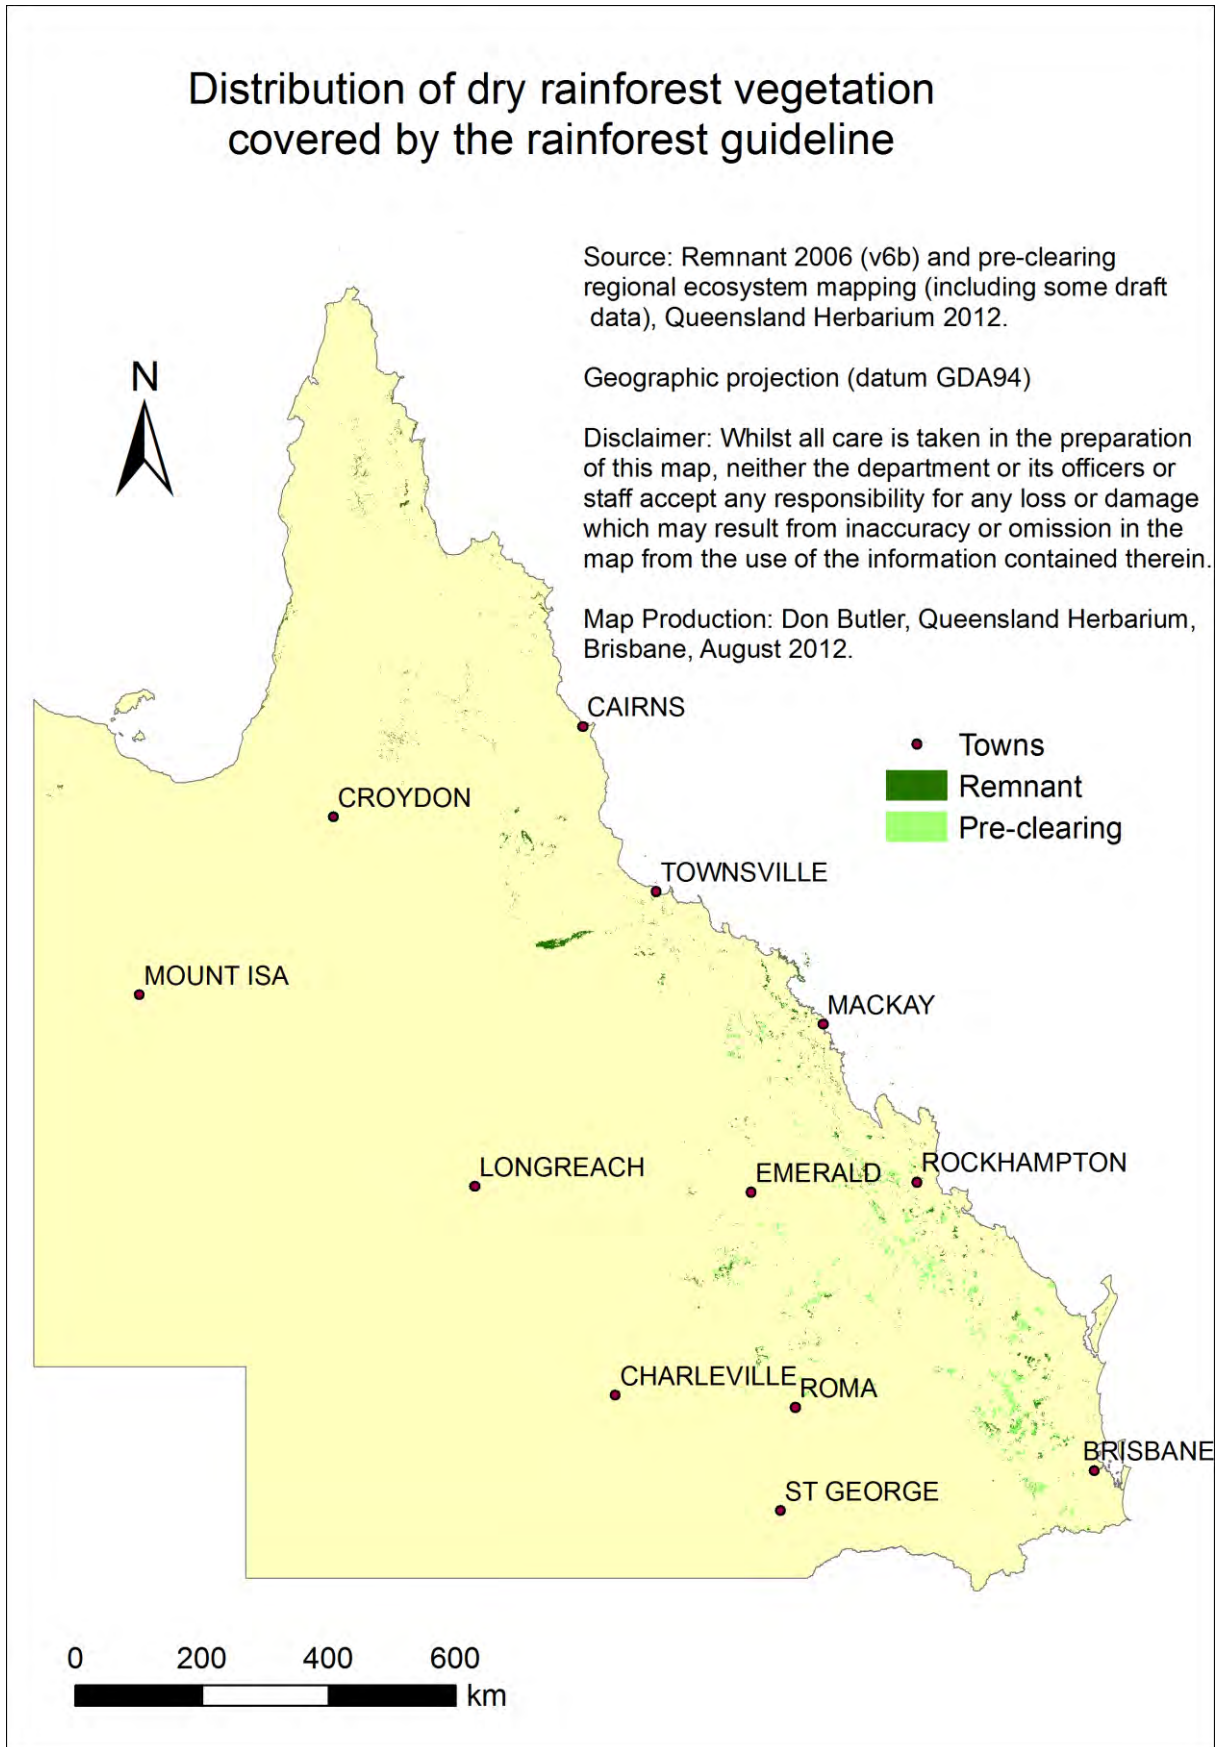 Distribution of dry rainforest vegetation
covered by the rainforest guideline
Source: Remnant 2006 (v6b) and pre-clearing
regional ecosystem mapping (including some draft
data), Queensland Herbarium 2012.
N
Geographic projection (datum GDA94)
Disclaimer: Whilst all care is taken in the preparation
of this map, neither the department or its officers or
staff accept any responsibility for any loss or damage
which may result from inaccuracy or omission in the
map from the use of the information contained therein.
Map Production: Don Butler, Queensland Herbarium,
Brisbane, August 2012.
CAIRNS
Towns
Remnant
Pre-clearing
CROYDON
TOWNSVILLE
MOUNT ISA
MACKAY
LONGREACH
EMERALD
ROCKHAMPTON
CHARLEVILLE
ROMA
BRISBANE
ST GEORGE
0 200 400 600
km